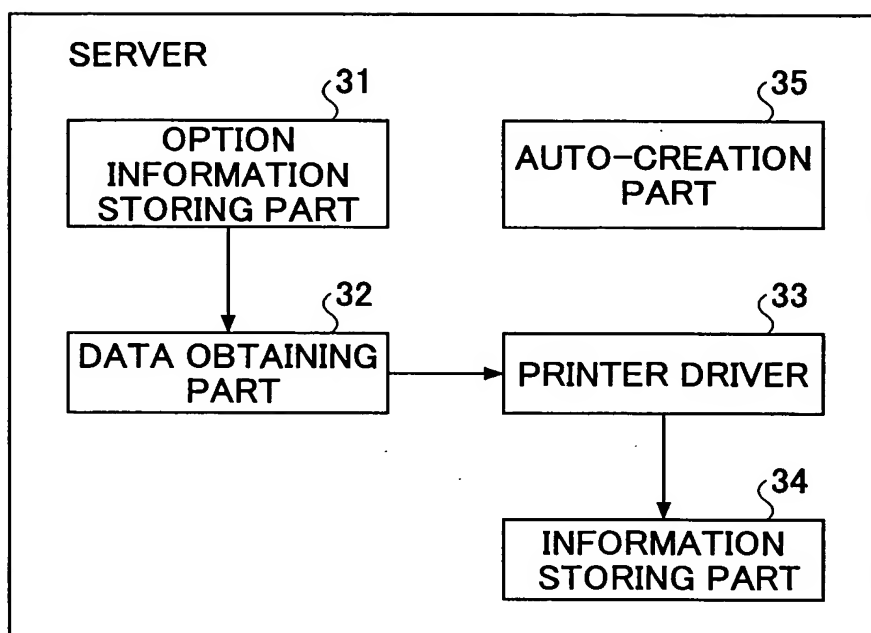 SERVER
31
OPTION
INFORMATION
STORING PART
35
AUTO-CREATION
PART
32
DATA OBTAINING
PART
33
PRINTER DRIVER
34
INFORMATION
STORING PART